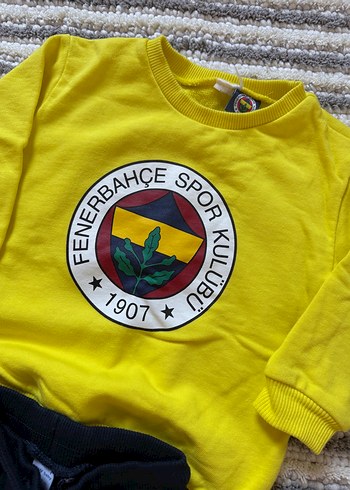 FENERBAHÇE SPOR KULÜBÜ
★ 1907 ★